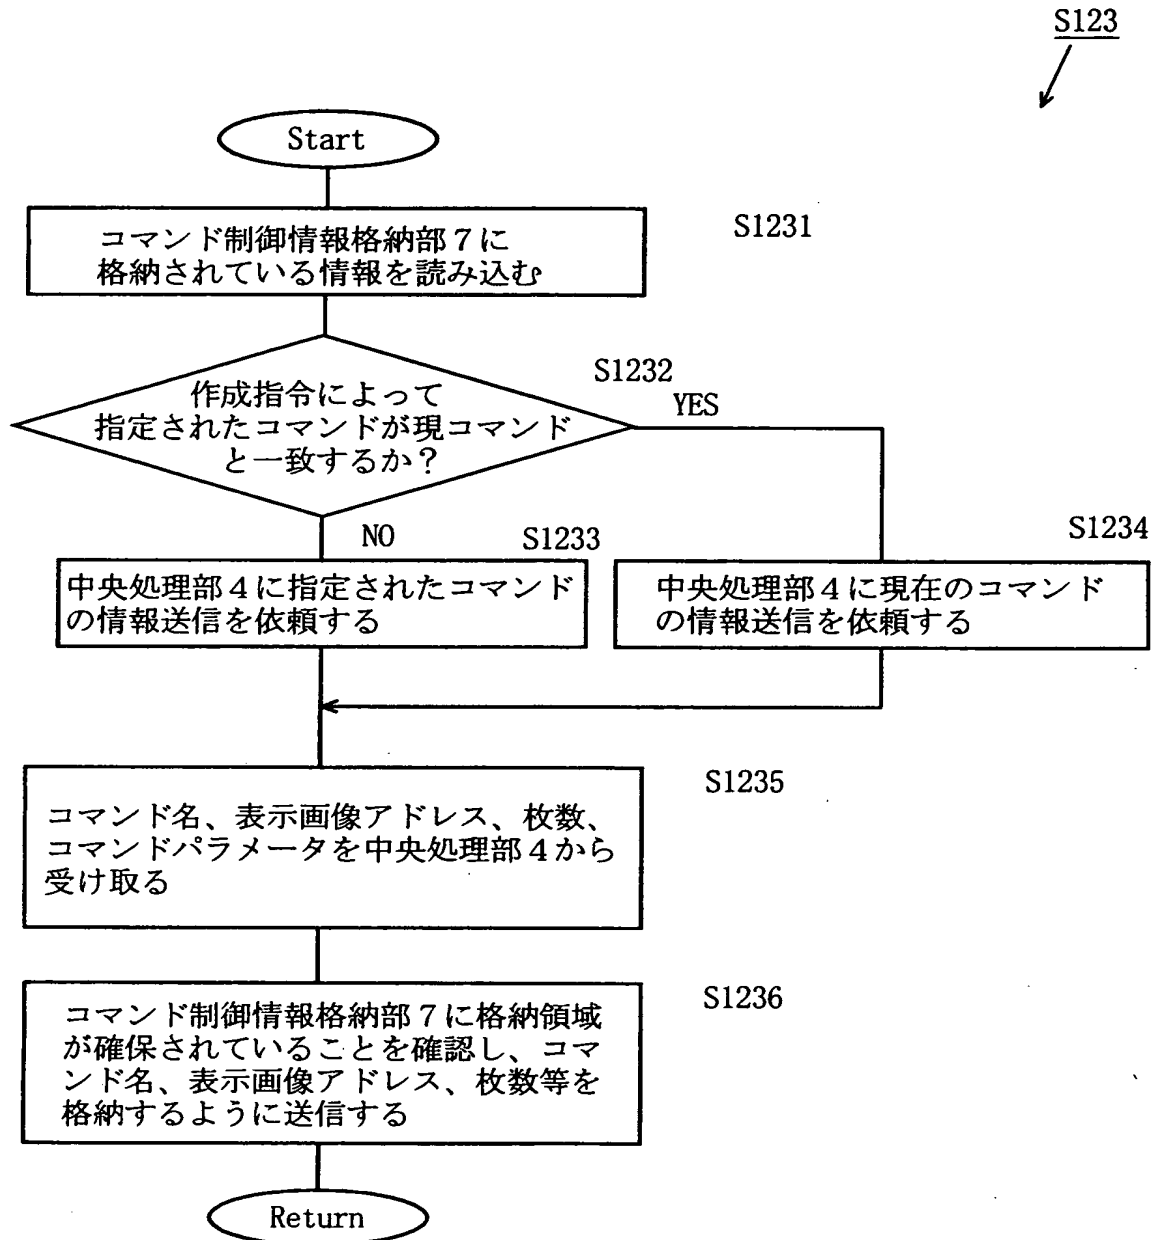 S123
Start
コマンド制御情報格納部7に
格納されている情報を読み込む
S1231
作成指令によって
指定されたコマンドが現コマンド
と一致するか?
S1232
YES
NO
S1233
中央処理部4に指定されたコマンド
の情報送信を依頼する
S1234
中央処理部4に現在のコマンド
の情報送信を依頼する
コマンド名、表示画像アドレス、枚数、
コマンドパラメータを中央処理部4から
受け取る
S1235
コマンド制御情報格納部7に格納領域
が確保されていることを確認し、コマ
ンド名、表示画像アドレス、枚数等を
格納するように送信する
S1236
Return